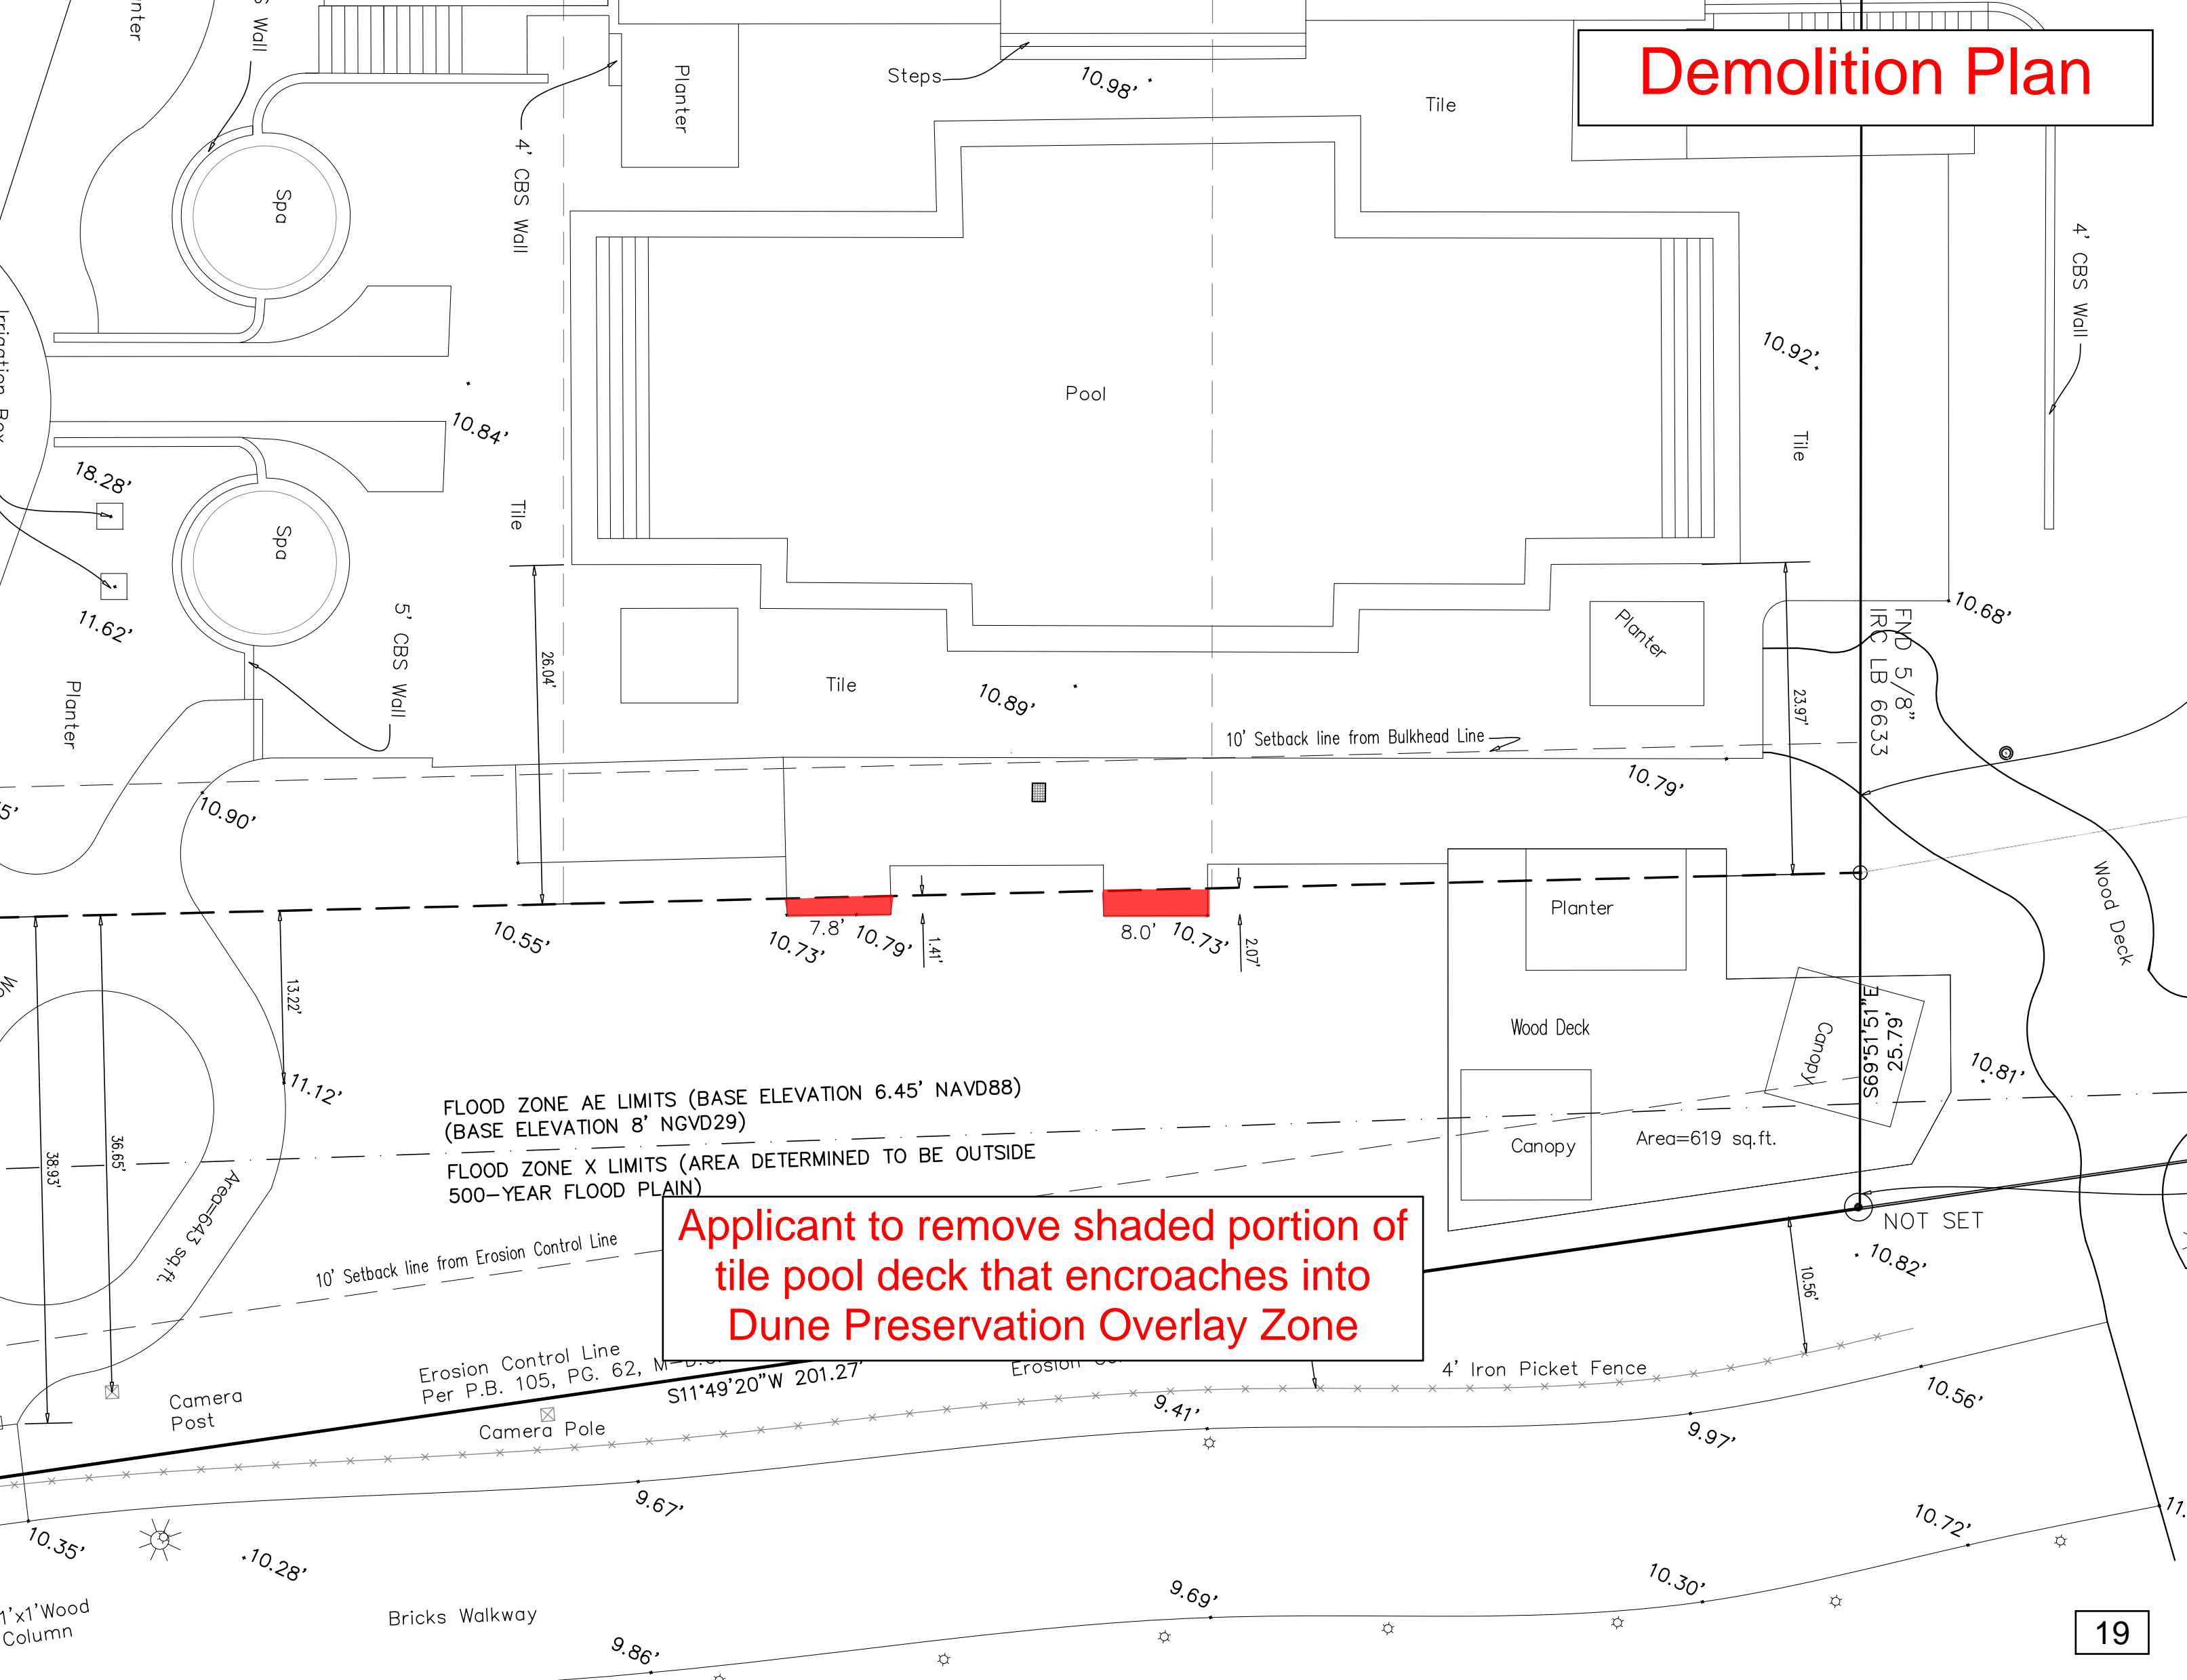 Demolition Plan
nter
s Wall
Steps
10.98'
Tile
Planter
4' CBS Wall
Spa
4' CBS Wall
10.92'
Pool
Tile
10.84'
18.28'
Tile
Spa
11.62'
5' CBS Wall
Planter
26.04'
Planter
10.68'
FND 5/8"
IRC LB 6633
23.97'
Tile
10.89'
10' Setback line from Bulkhead Line
10.79'
10.90'
5'
Wood Deck
Planter
10.55'
10.73'
7.8'
10.79'
1.41'
8.0'
10.73'
2.07'
13.22'
Wood Deck
Canopy
S69°51'51"E
25.79'
10.81'
11.12'
FLOOD ZONE AE LIMITS (BASE ELEVATION 6.45' NAVD88)
(BASE ELEVATION 8' NGVD29)
FLOOD ZONE X LIMITS (AREA DETERMINED TO BE OUTSIDE
500-YEAR FLOOD PLAIN)
38.93'
36.65'
Area=643 sq.ft.
Canopy
Area=619 sq.ft.
NOT SET
10.82'
10.56'
10' Setback line from Erosion Control Line
Applicant to remove shaded portion of
tile pool deck that encroaches into
Dune Preservation Overlay Zone
Erosion Control Line
Per P.B. 105, PG. 62,
S11°49'20"W 201.27'
Erosion
4' Iron Picket Fence
Camera
Post
Camera Pole
9.41'
10.56'
9.97'
9.67'
10.35'
10.28'
10.72'
11.
10.30'
9.69'
1'x1'Wood
Column
Bricks Walkway
9.86'
19